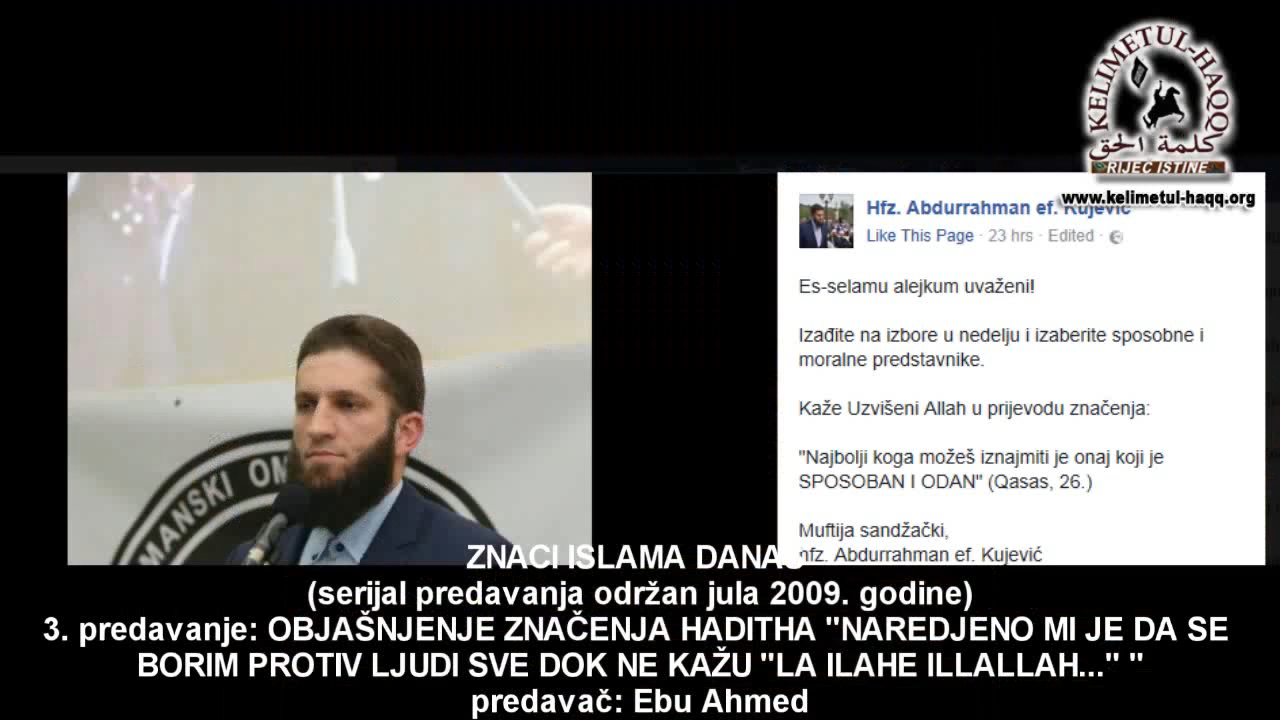 KELIMETUL-HAQQ
كلمة الحق
RIJEC ISTINE
www.kelimetul-haqq.org
Hfz. Abdurrahman ef. Kujević
Like This Page · 23 hrs · Edited ·
Es-selamu alejkum uvaženi!
Izađite na izbore u nedelju i izaberite sposobne i
moralne predstavnike.
Kaže Uzvišeni Allah u prijevodu značenja:
"Najbolji koga možeš iznajmiti je onaj koji je
SPOSOBAN I ODAN" (Qasas, 26.)
Muftija sandžački,
hfz. Abdurrahman ef. Kujević
MANSKI OM
ZNACI ISLAMA DANAS
(serijal predavanja održan jula 2009. godine)
3. predavanje: OBJAŠNJENJE ZNAČENJA HADITHA "NAREDJENO MI JE DA SE
BORIM PROTIV LJUDI SVE DOK NE KAŽU "LA ILAHE ILLALLAH..." "
predavač: Ebu Ahmed